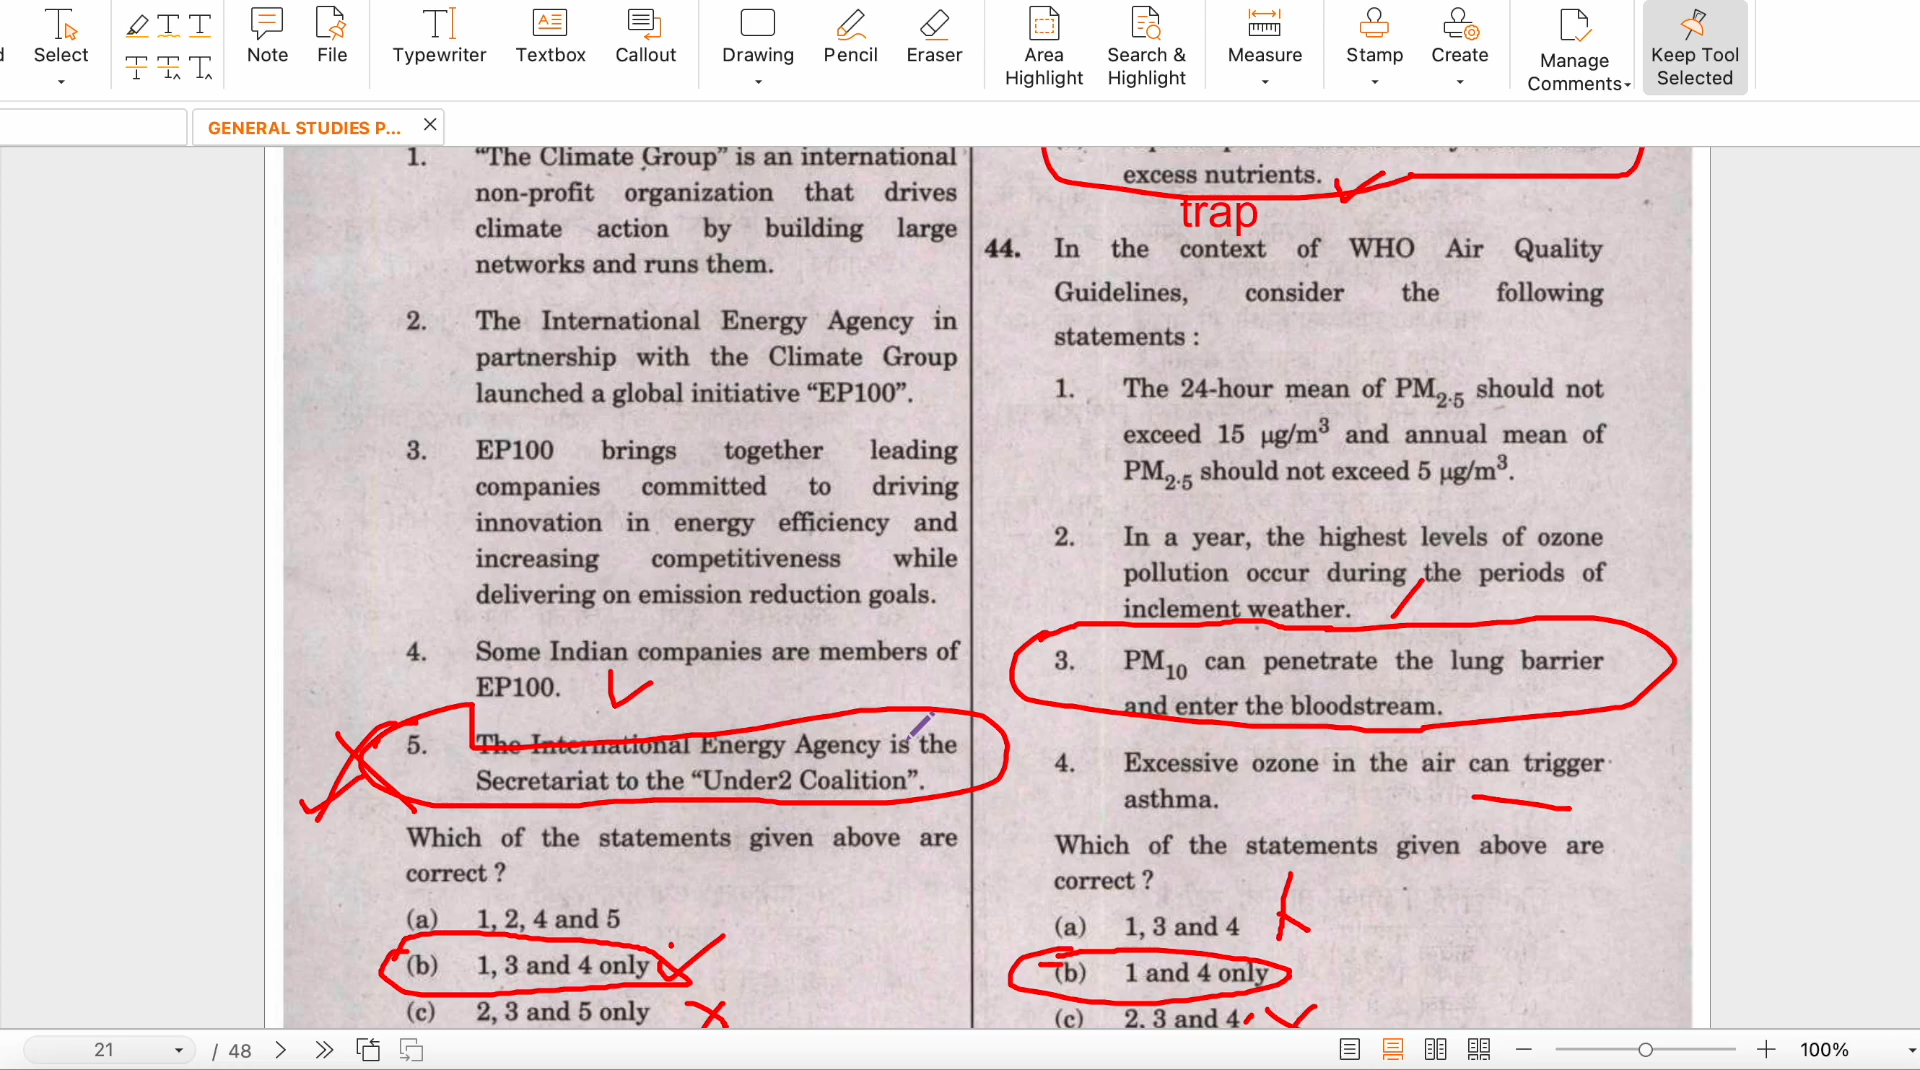 Select
Note
File
Typewriter
Textbox
Callout
Drawing
Pencil
Eraser
Area
Highlight
Search &
Highlight
Measure
Stamp
Create
Manage
Comments
Keep Tool
Selected
GENERAL STUDIES P...
1. "The Climate Group" is an international
non-profit organization that drives
climate action by building large
networks and runs them.
2. The International Energy Agency in
partnership with the Climate Group
launched a global initiative "EP100".
3. EP100 brings together leading
companies committed to driving
innovation in energy efficiency and
increasing competitiveness while
delivering on emission reduction goals.
4. Some Indian companies are members of
EP100.
5. The International Energy Agency is the
Secretariat to the "Under2 Coalition".
Which of the statements given above are
correct ?
(a) 1, 2, 4 and 5
(b) 1, 3 and 4 only
(c) 2, 3 and 5 only
excess nutrients.
trap
44. In the context of WHO Air Quality
Guidelines, consider the following
statements :
1. The 24-hour mean of PM2·5 should not
exceed 15 µg/m³ and annual mean of
PM2·5 should not exceed 5 µg/m³.
2. In a year, the highest levels of ozone
pollution occur during the periods of
inclement weather.
3. PM10 can penetrate the lung barrier
and enter the bloodstream.
4. Excessive ozone in the air can trigger
asthma.
Which of the statements given above are
correct ?
(a) 1, 3 and 4
(b) 1 and 4 only
(c) 2, 3 and 4
21 / 48
100%